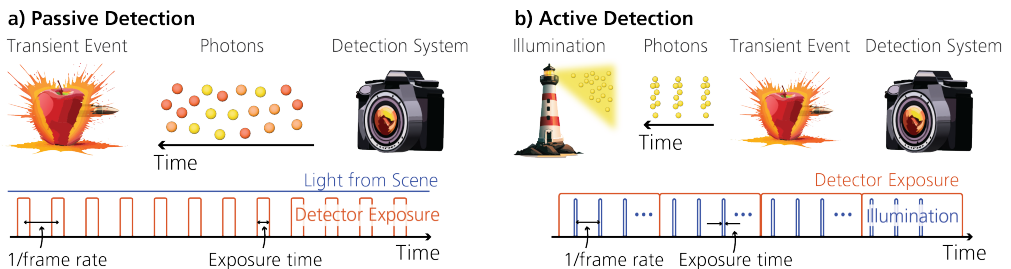 a) Passive Detection
Transient Event
Photons
Detection System
Time
Light from Scene
Detector Exposure
Time
1/frame rate
Exposure time
b) Active Detection
Illumination
Photons
Transient Event
Detection System
Time
Detector Exposure
Illumination
Time
1/frame rate
Exposure time